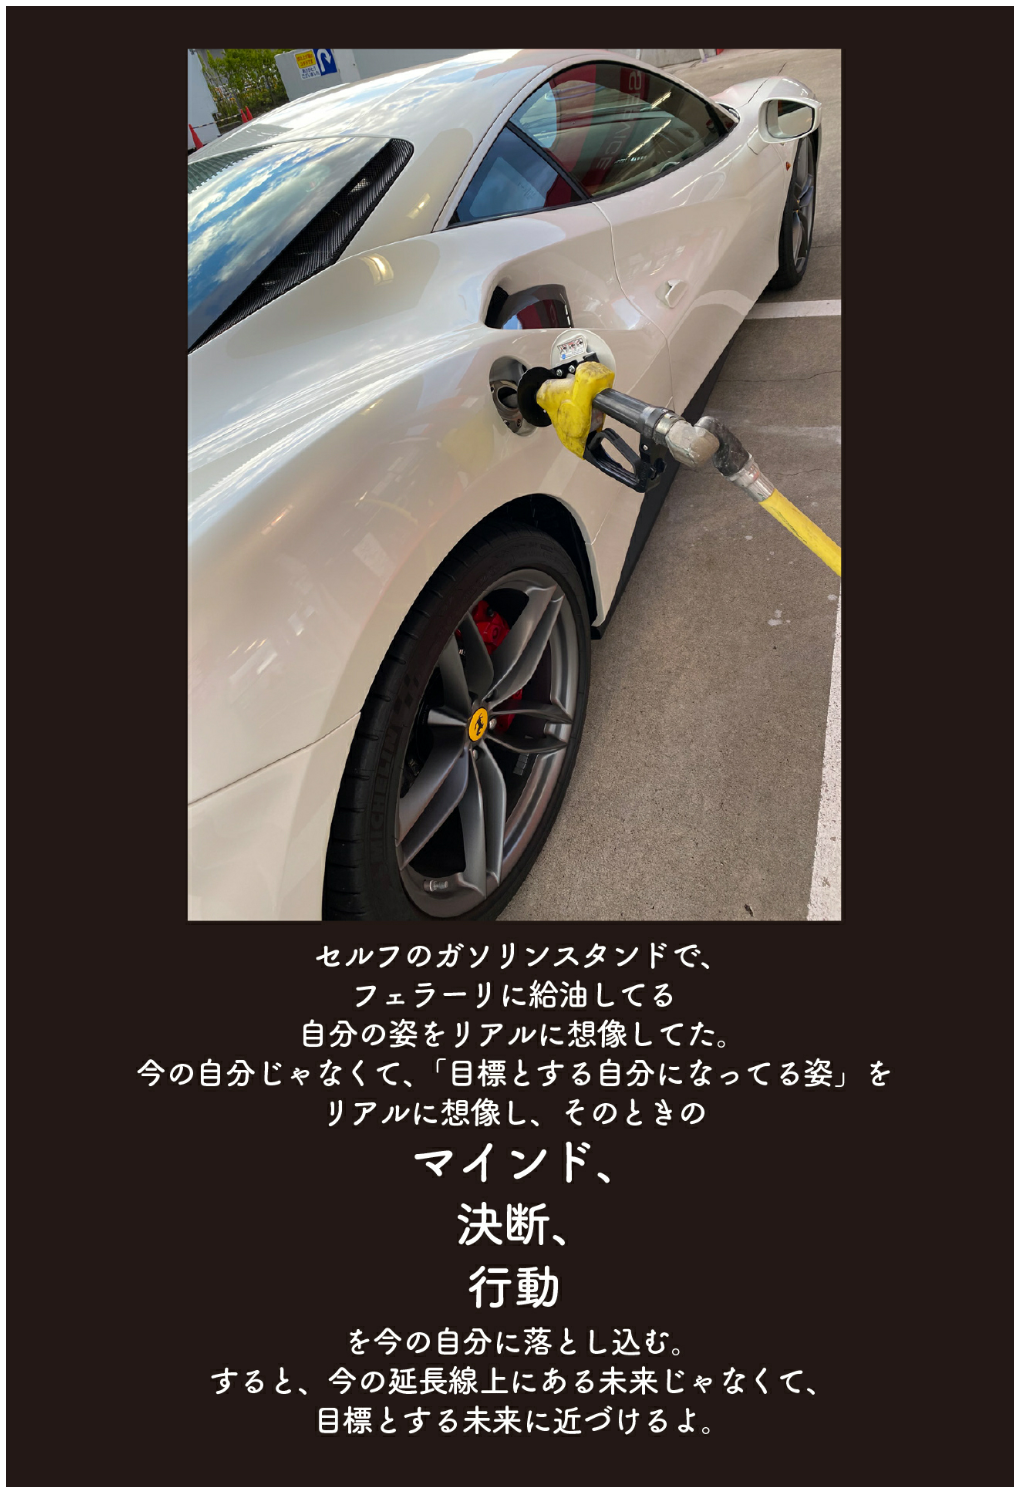 セルフのガソリンスタンドで、
フェラーリに給油してる
自分の姿をリアルに想像してた。
今の自分じゃなくて、「目標とする自分になってる姿」を
リアルに想像し、そのときの
マインド、
決断、
行動
を今の自分に落とし込む。
すると、今の延長線上にある未来じゃなくて、
目標とする未来に近づけるよ。